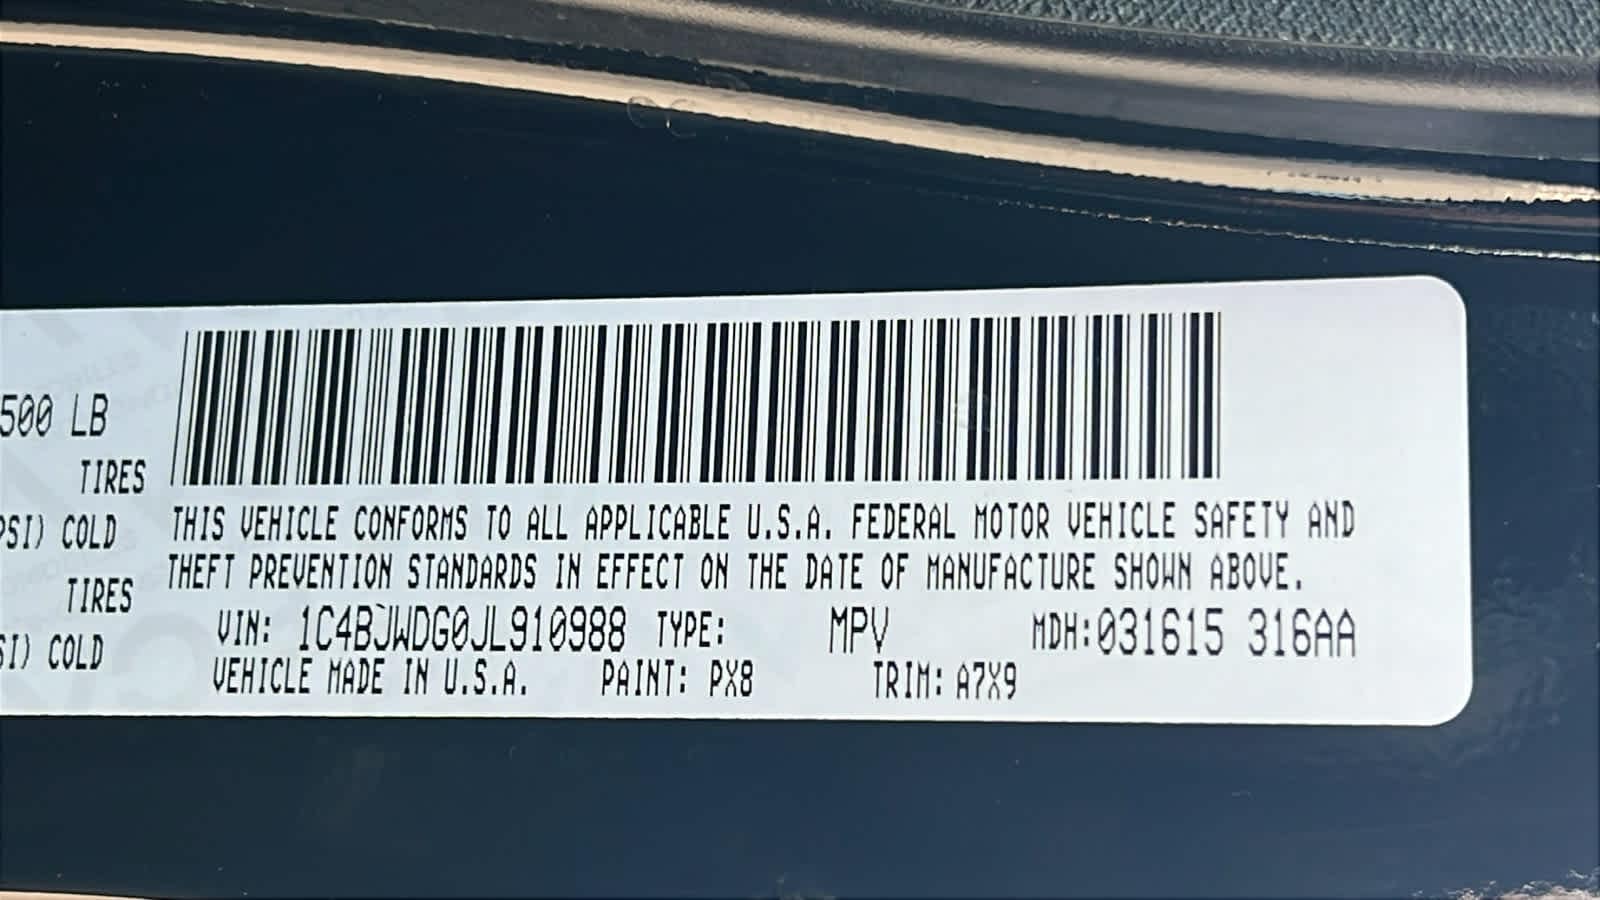 500 LB
TIRES
PSI) COLD
TIRES
SI) COLD
THIS VEHICLE CONFORMS TO ALL APPLICABLE U.S.A. FEDERAL MOTOR VEHICLE SAFETY AND
THEFT PREVENTION STANDARDS IN EFFECT ON THE DATE OF MANUFACTURE SHOWN ABOVE.
VIN: 1C4BJWDG0JL910988 TYPE: MPV MDH:031615 316AA
VEHICLE MADE IN U.S.A. PAINT: PX8 TRIM: A7X9